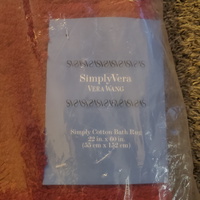 SimplyVera
VERA WANG
Simply Cotton Bath Rug
22 in. x 60 in.
(55 cm x 152 cm)